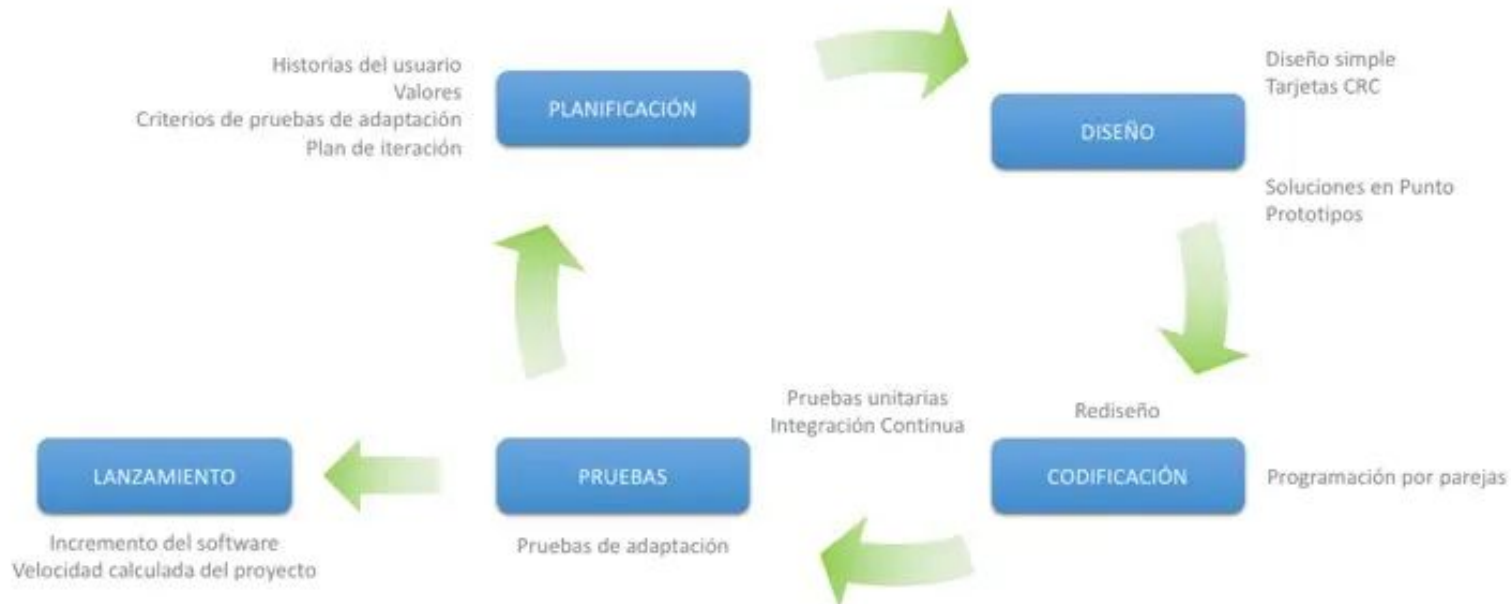 Historias del usuario
Valores
Criterios de pruebas de adaptación
Plan de iteración
PLANIFICACIÓN
Diseño simple
Tarjetas CRC
DISEÑO
Soluciones en Punto
Prototipos
Pruebas unitarias
Integración Continua
Rediseño
LANZAMIENTO
PRUEBAS
CODIFICACIÓN
Programación por parejas
Incremento del software
Velocidad calculada del proyecto
Pruebas de adaptación